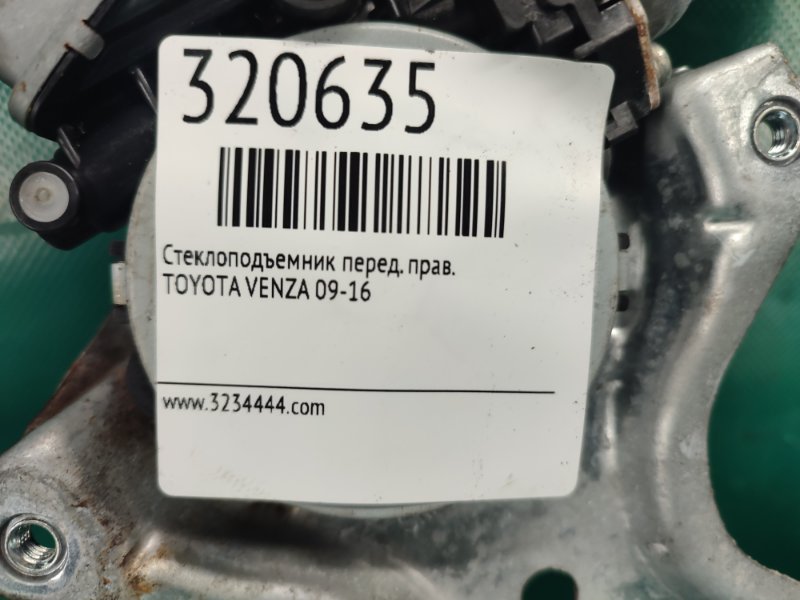 320635
Стеклоподъемник перед. прав.
TOYOTA VENZA 09-16
www.3234444.com